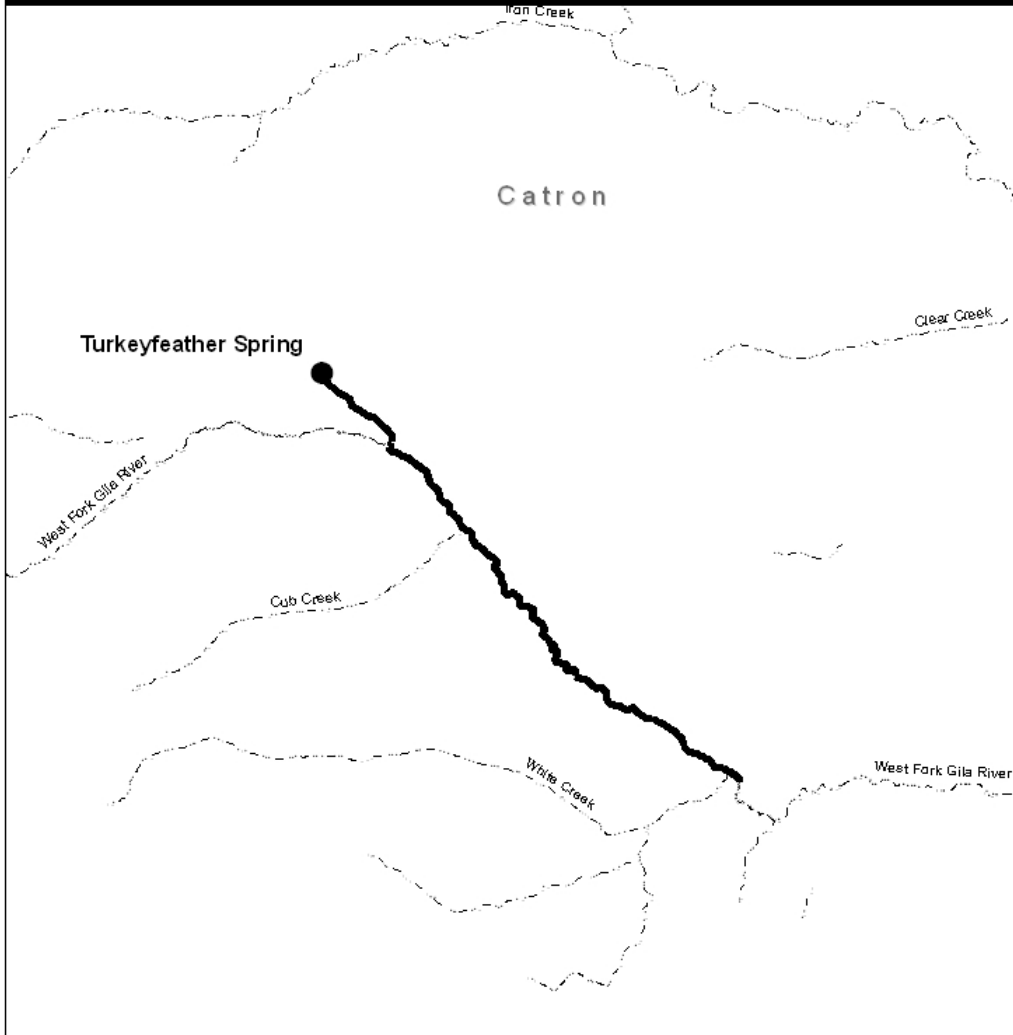 Iron Creek
Catron
Clear Creek
Turkeyfeather Spring
West Fork Gila River
Cub Creek
White Creek
West Fork Gila River